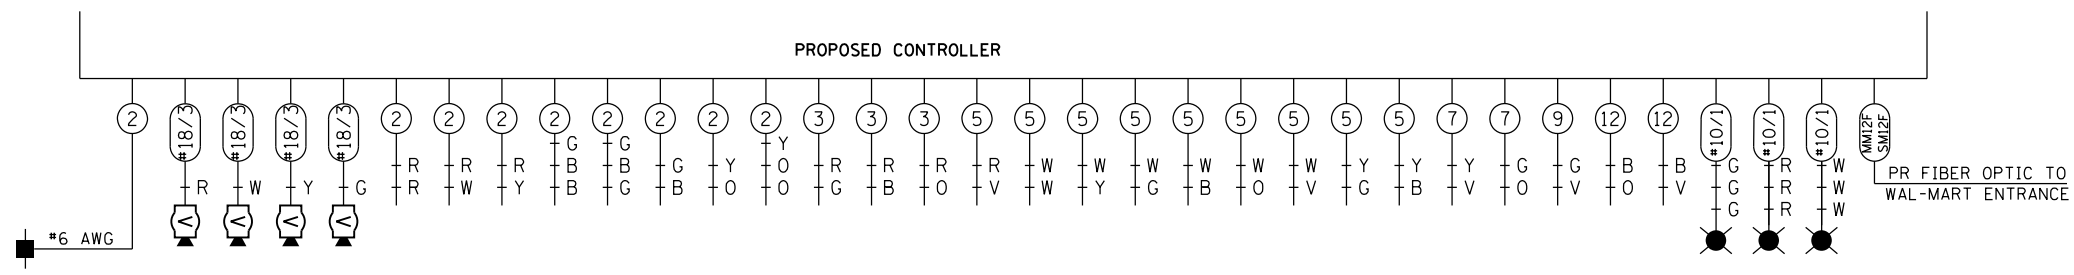 PROPOSED CONTROLLER
2 #18/3 #18/3 #18/3 #18/3 2 2 2 2 2 2 2 2 3 3 3 5 5 5 5 5 5 5 5 5 7 7 9 12 12 #10/1 #10/1 #10/1 MM12F
SM12F
G G Y
R R R B B G Y O R R R R W W W W W W Y Y Y G G B B G R W
R W Y G R W Y B G B O O G B O V W Y G B O V G B V O V O V G R W
G R W
PR FIBER OPTIC TO
WAL-MART ENTRANCE
V V V V
#6 AWG